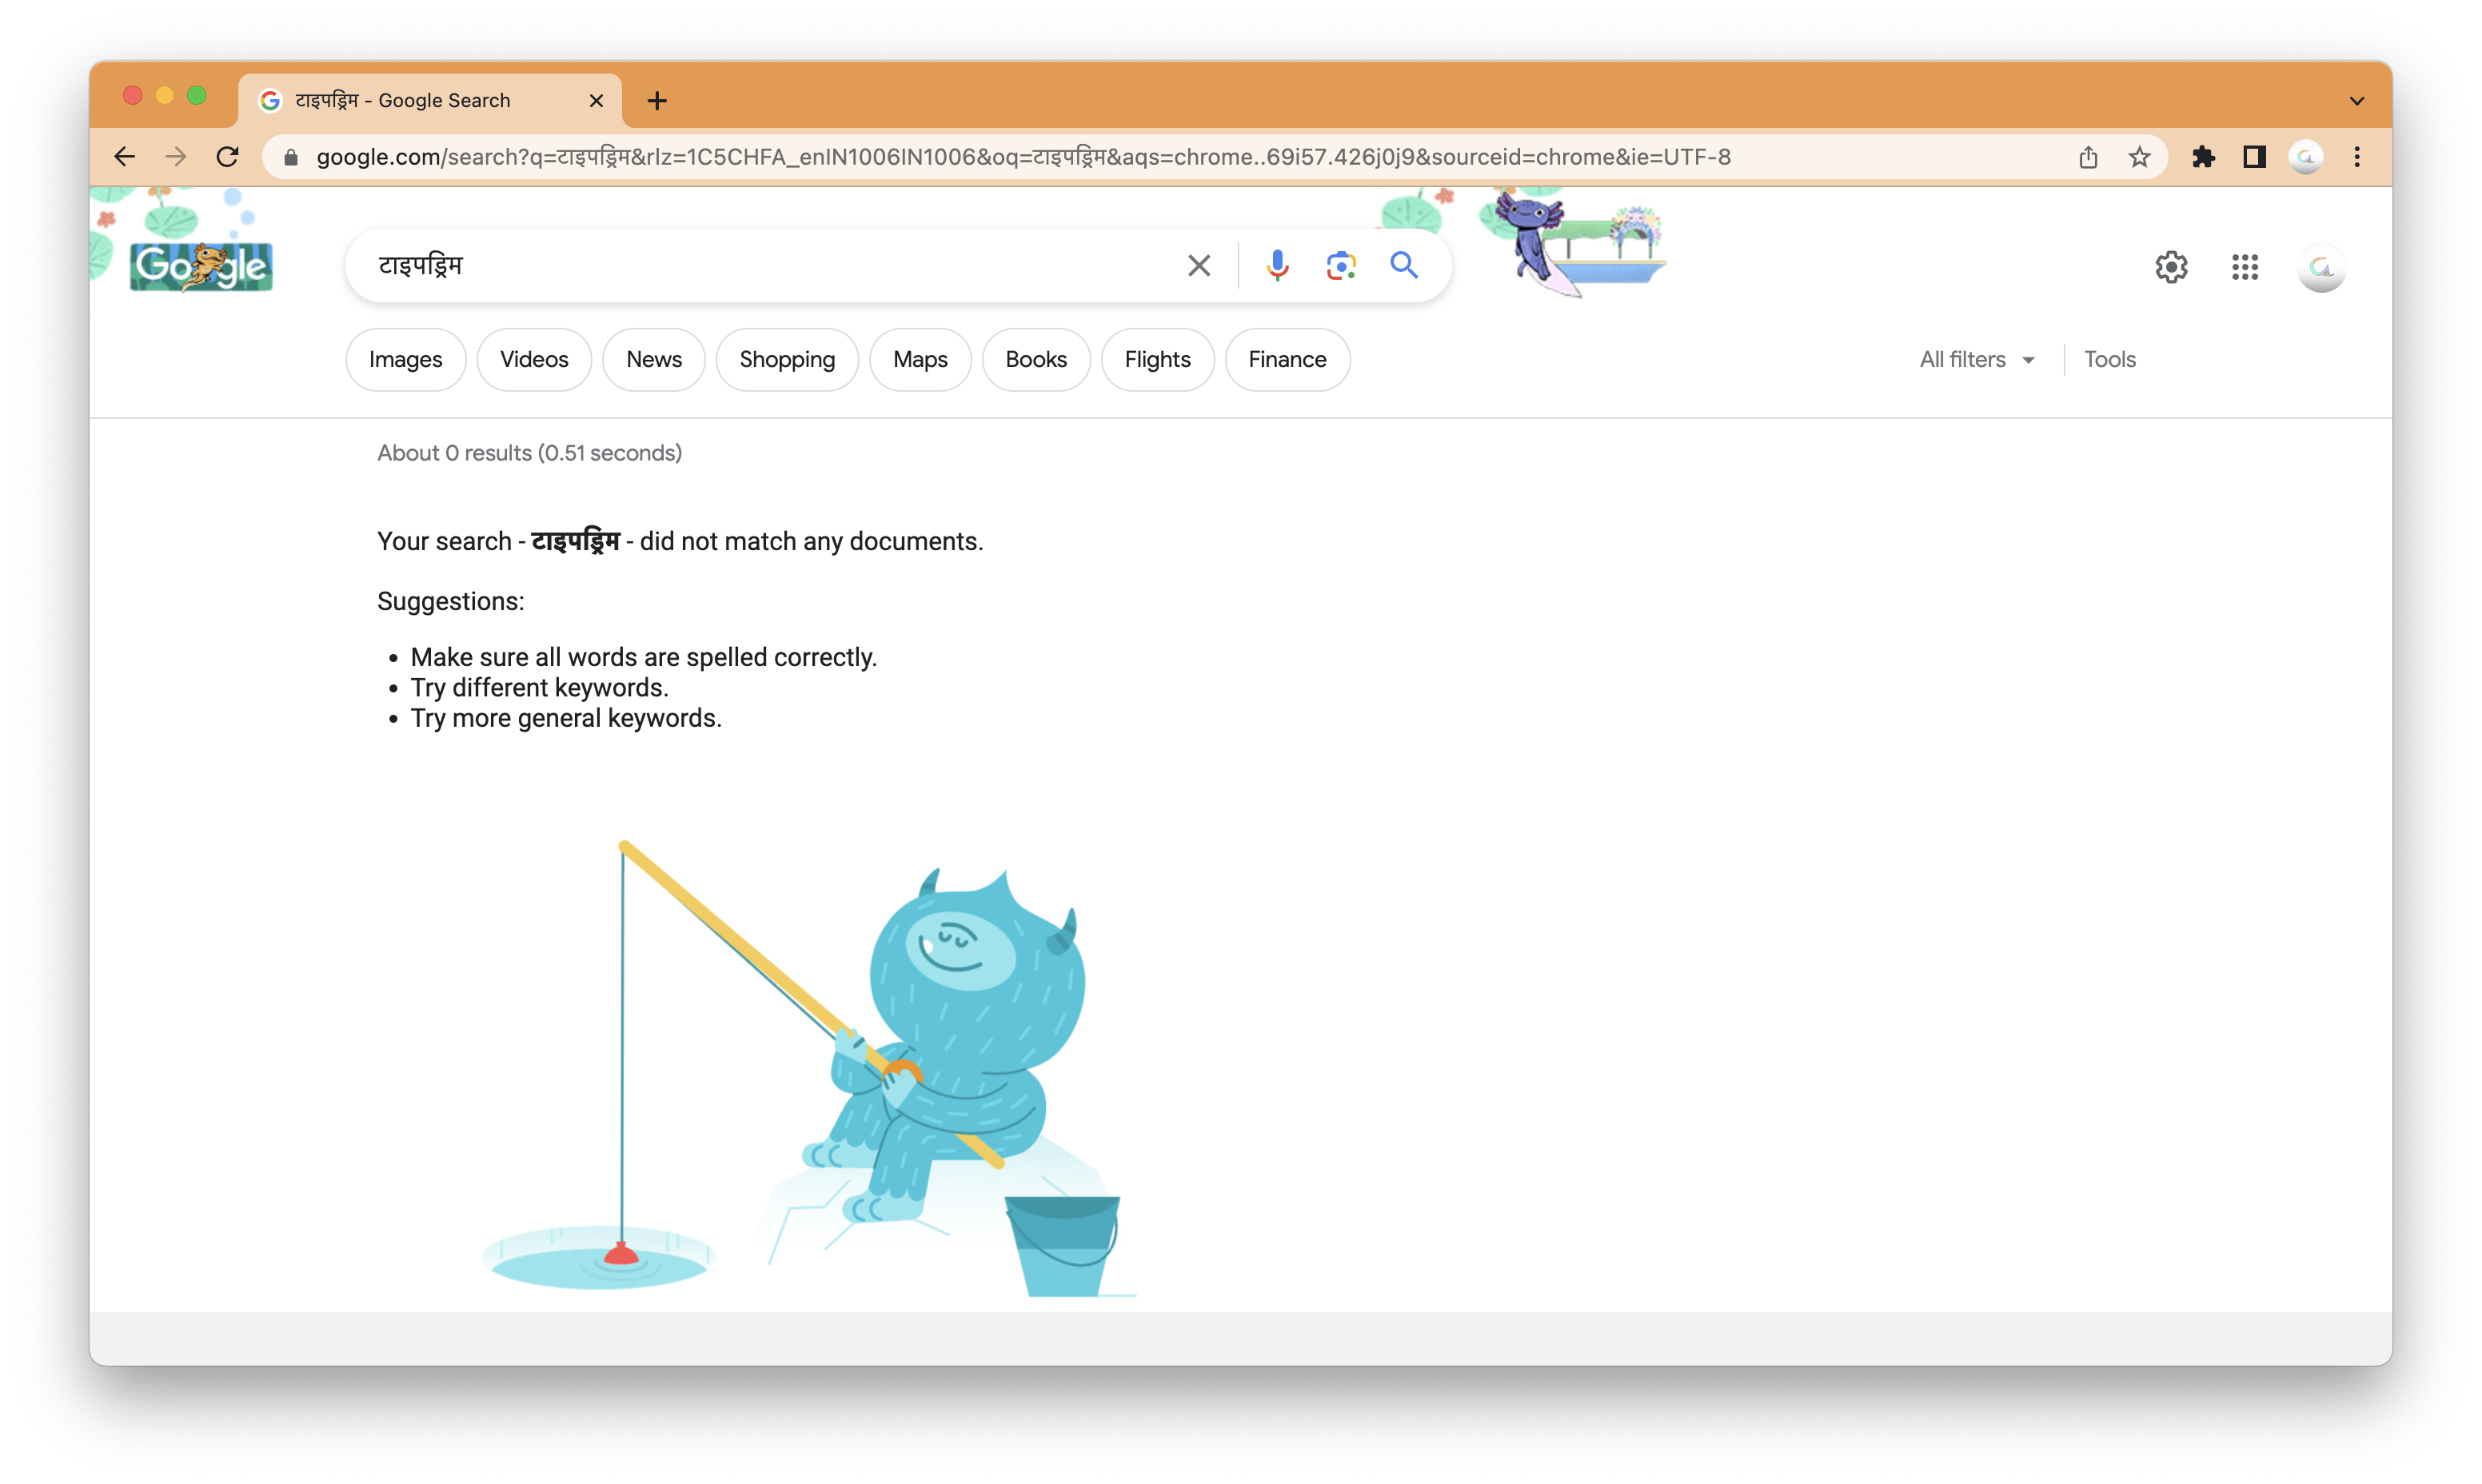 टाइपड्रिम - Google Search
google.com/search?q=टाइपड्रिम&rlz=1C5CHFA_enIN1006IN1006&oq=टाइपड्रिम&aqs=chrome..69i57.426j0j9&sourceid=chrome&ie=UTF-8
Google
टाइपड्रिम
Images Videos News Shopping Maps Books Flights Finance All filters Tools
About 0 results (0.51 seconds)
Your search - टाइपड्रिम - did not match any documents.
Suggestions:
• Make sure all words are spelled correctly.
• Try different keywords.
• Try more general keywords.